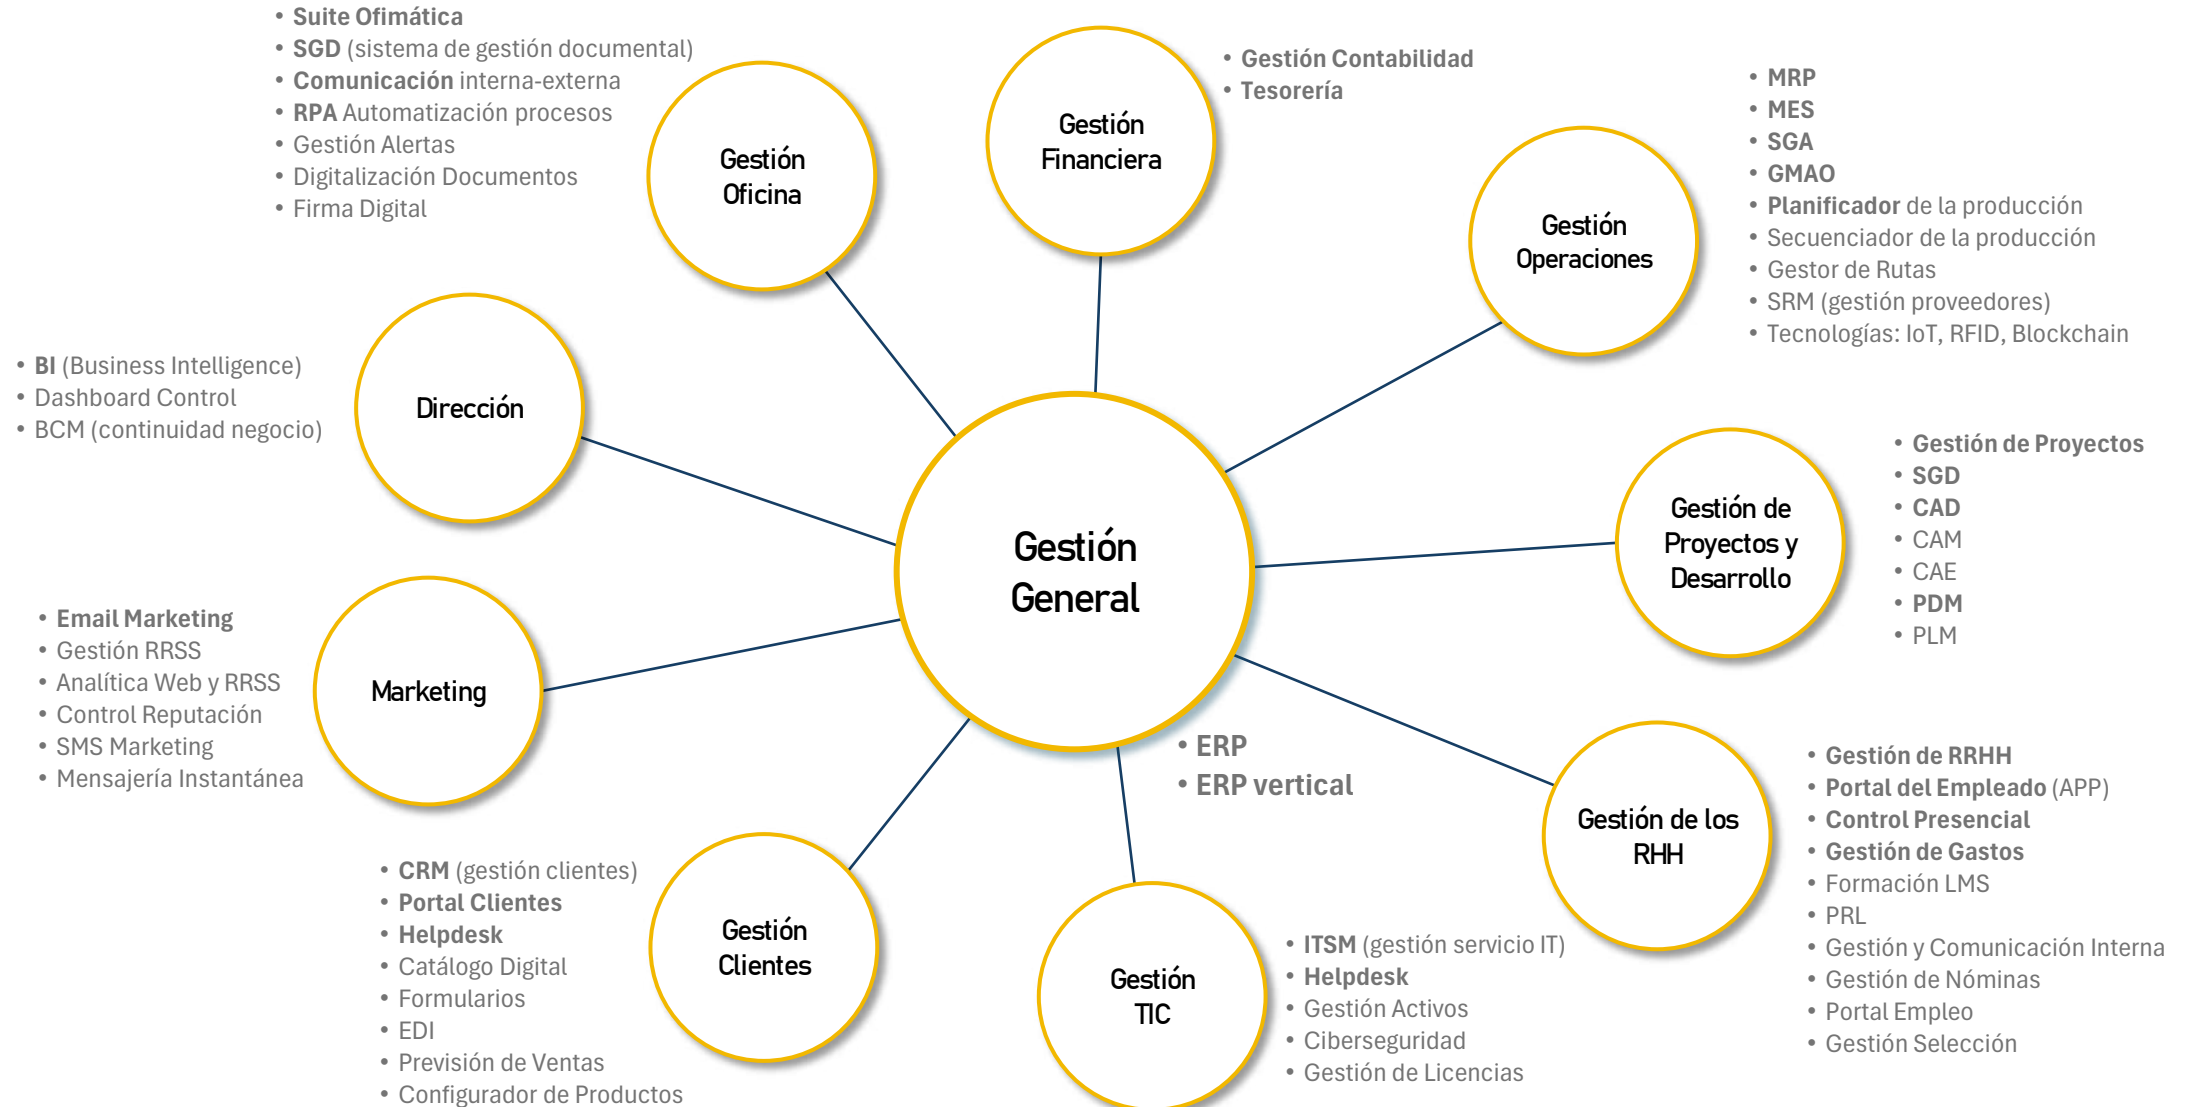 • Suite Ofimática
• SGD (sistema de gestión documental)
• Comunicación interna-externa
• RPA Automatización procesos
• Gestión Alertas
• Digitalización Documentos
• Firma Digital
Gestión
Oficina
• Gestión Contabilidad
• Tesorería
Gestión
Financiera
• MRP
• MES
• SGA
• GMAO
• Planificador de la producción
• Secuenciador de la producción
• Gestor de Rutas
• SRM (gestión proveedores)
• Tecnologías: IoT, RFID, Blockchain
Gestión
Operaciones
• BI (Business Intelligence)
• Dashboard Control
• BCM (continuidad negocio)
Dirección
• Gestión de Proyectos
• SGD
• CAD
• CAM
• CAE
• PDM
• PLM
Gestión de
Proyectos y
Desarrollo
Gestión
General
• ERP
• ERP vertical
• Email Marketing
• Gestión RRSS
• Analítica Web y RRSS
• Control Reputación
• SMS Marketing
• Mensajería Instantánea
Marketing
• Gestión de RRHH
• Portal del Empleado (APP)
• Control Presencial
• Gestión de Gastos
• Formación LMS
• PRL
• Gestión y Comunicación Interna
• Gestión de Nóminas
• Portal Empleo
• Gestión Selección
Gestión de los
RHH
• CRM (gestión clientes)
• Portal Clientes
• Helpdesk
• Catálogo Digital
• Formularios
• EDI
• Previsión de Ventas
• Configurador de Productos
Gestión
Clientes
• ITSM (gestión servicio IT)
• Helpdesk
• Gestión Activos
• Ciberseguridad
• Gestión de Licencias
Gestión
TIC